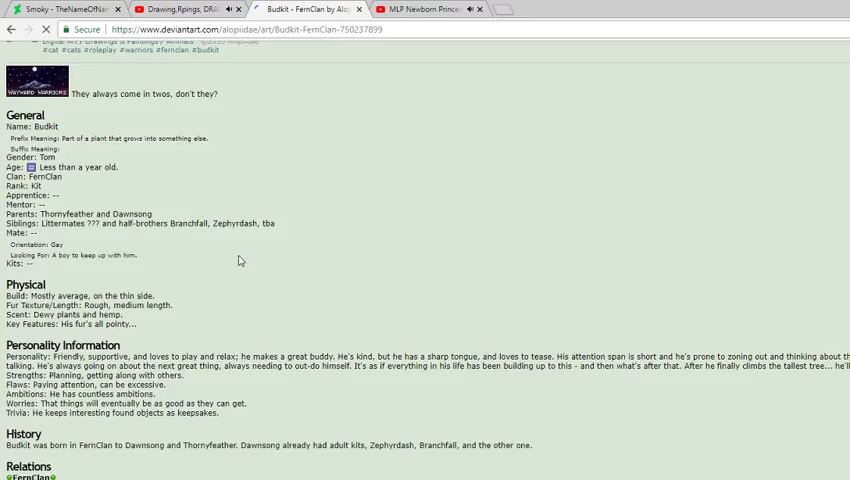 Smoky - TheNameOfNan
Drawing,Rpings, DRA
Budkit - FernClan by Alop
MLP Newborn Prince
Secure
https://www.deviantart.com/alopiidae/art/Budkit-FernClan-750237899
Digital Art / Drawings & Paintings / Animals ©2018 Alopiidae
#cat #cats #roleplay #warriors #fernclan #budkit
WAYWARD WARRIORS
They always come in twos, don't they?
General
Name: Budkit
Prefix Meaning: Part of a plant that grows into something else.
Suffix Meaning:
Gender: Tom
Age: Less than a year old.
Clan: FernClan
Rank: Kit
Apprentice: --
Mentor: --
Parents: Thornyfeather and Dawnsong
Siblings: Littermates ??? and half-brothers Branchfall, Zephyrdash, tba
Mate: --
Orientation: Gay
Looking For: A boy to keep up with him.
Kits: --
Physical
Build: Mostly average, on the thin side.
Fur Texture/Length: Rough, medium length.
Scent: Dewy plants and hemp.
Key Features: His fur's all pointy...
Personality Information
Personality: Friendly, supportive, and loves to play and relax; he makes a great buddy. He's kind, but he has a sharp tongue, and loves to tease. His attention span is short and he's prone to zoning out and thinking about th
talking. He's always going on about the next great thing, always needing to out-do himself. It's as if everything in his life has been building up to this - and then what's after that. After he finally climbs the tallest tree... he'll
Strengths: Planning, getting along with others.
Flaws: Paying attention, can be excessive.
Ambitions: He has countless ambitions.
Worries: That things will eventually be as good as they can get.
Trivia: He keeps interesting found objects as keepsakes.
History
Budkit was born in FernClan to Dawnsong and Thornyfeather. Dawnsong already had adult kits, Zephyrdash, Branchfall, and the other one.
Relations
FernClan